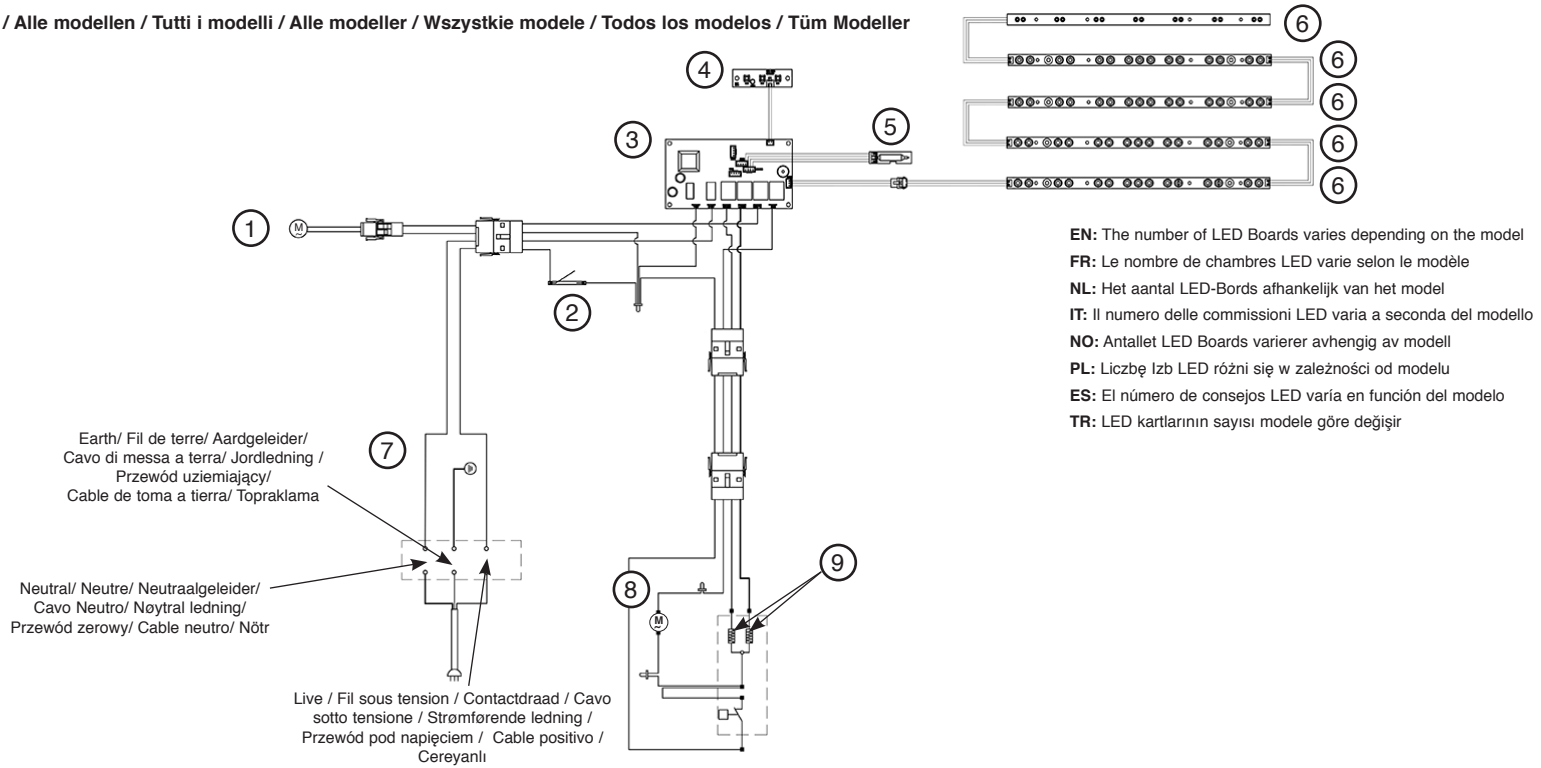 / Alle modellen / Tutti i modelli / Alle modeller / Wszystkie modele / Todos los modelos / Tüm Modeller
6
6
6
6
6
4
5
3
1
M
2
EN: The number of LED Boards varies depending on the model
FR: Le nombre de chambres LED varie selon le modèle
NL: Het aantal LED-Bords afhankelijk van het model
IT: Il numero delle commissioni LED varia a seconda del modello
NO: Antallet LED Boards varierer avhengig av modell
PL: Liczbę Izb LED różni się w zależności od modelu
ES: El número de consejos LED varía en función del modelo
TR: LED kartlarının sayısı modele göre değişir
Earth/ Fil de terre/ Aardgeleider/
Cavo di messa a terra/ Jordledning /
Przewód uziemiający/
Cable de toma a tierra/ Topraklama
7
Neutral/ Neutre/ Neutraalgeleider/
Cavo Neutro/ Nøytral ledning/
Przewód zerowy/ Cable neutro/ Nötr
8
9
M
Live / Fil sous tension / Contactdraad / Cavo
sotto tensione / Strømførende ledning /
Przewód pod napięciem / Cable positivo /
Cereyanlı